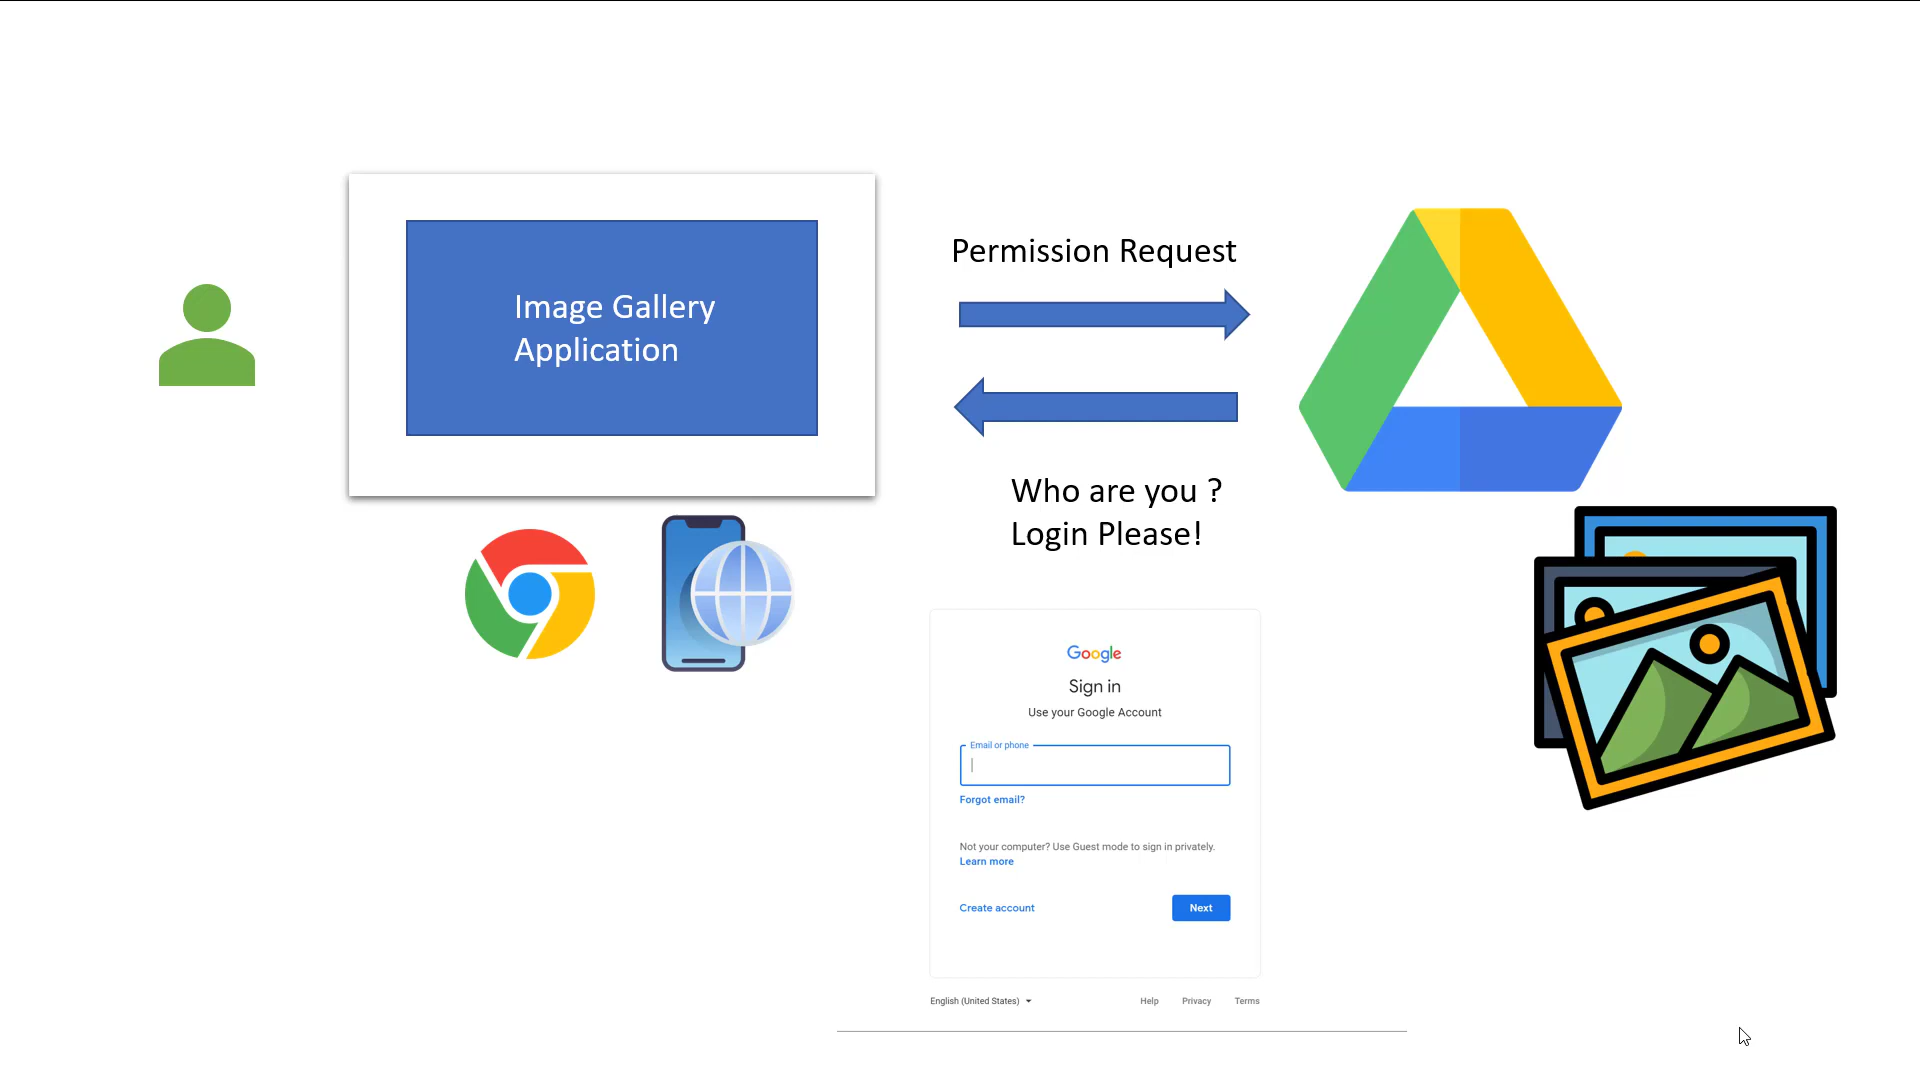 Image Gallery
Application
Permission Request
Who are you ?
Login Please!
Google
Sign in
Use your Google Account
Email or phone
Forgot email?
Not your computer? Use Guest mode to sign in privately.
Learn more
Create account
Next
English (United States)
Help
Privacy
Terms